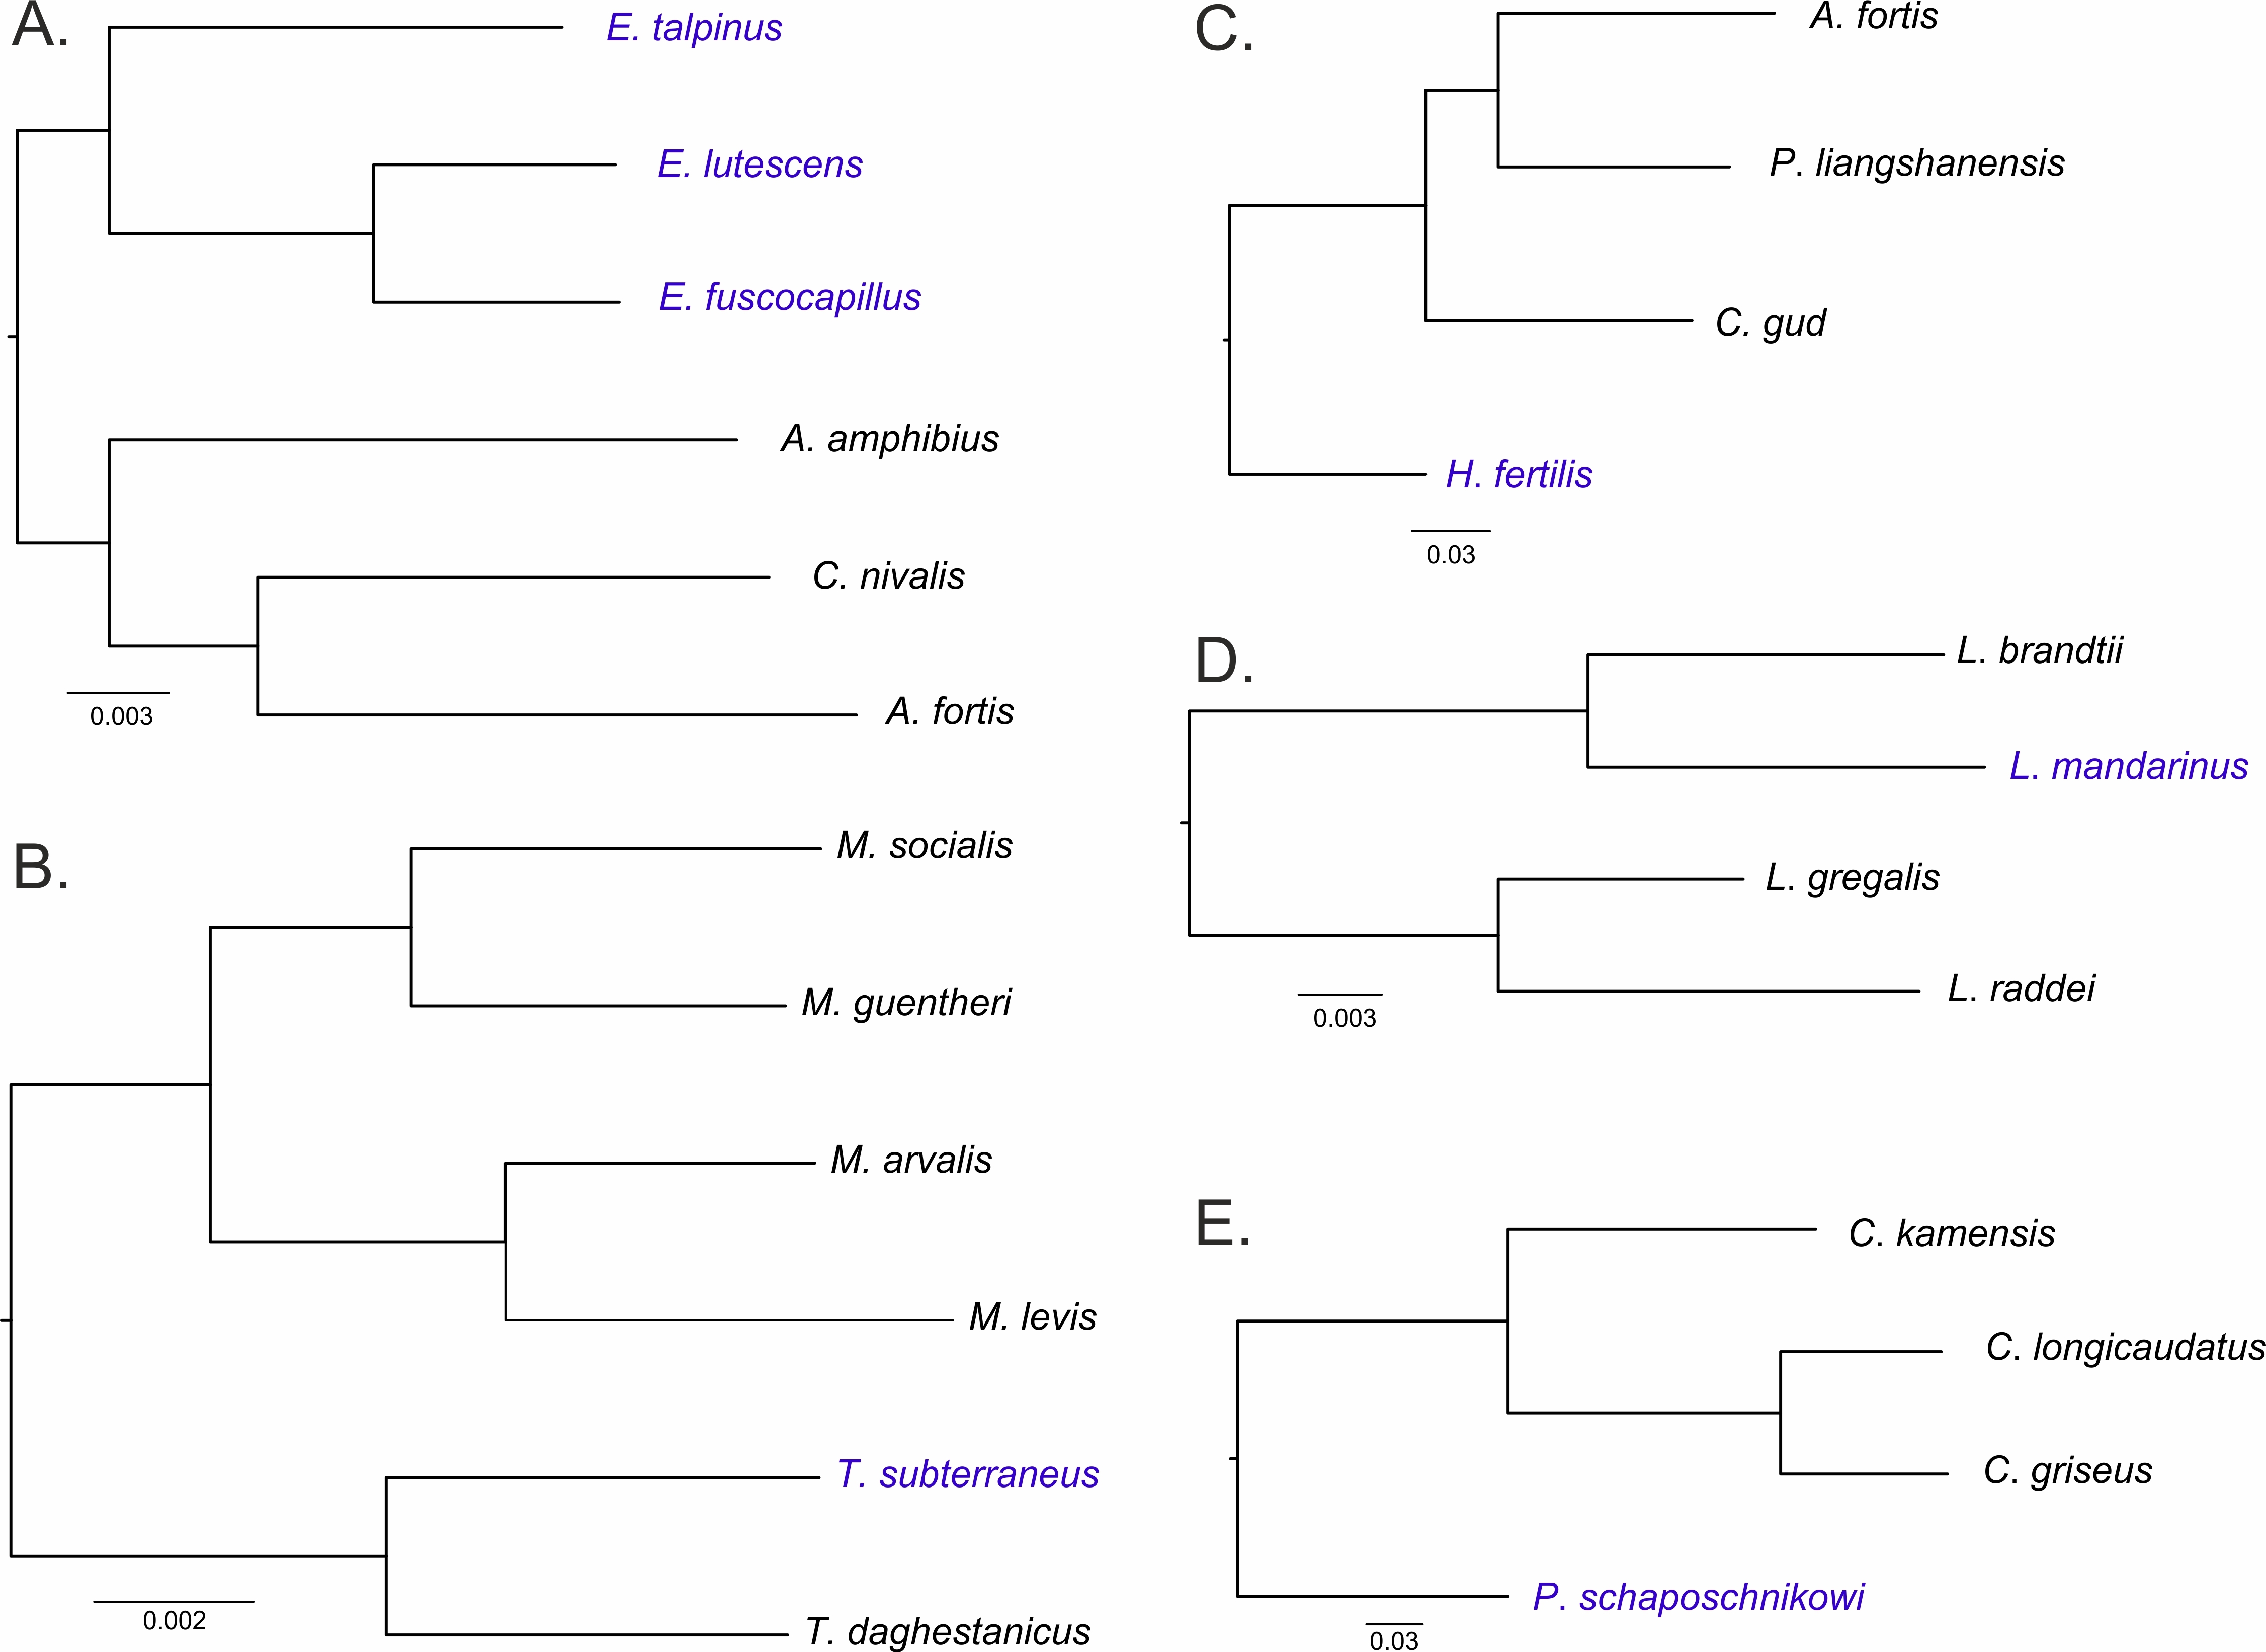 A.
E. talpinus
E. lutescens
E. fuscocapillus
A. amphibius
C. nivalis
A. fortis
0.003
B.
M. socialis
M. guentheri
M. arvalis
M. levis
T. subterraneus
T. daghestanicus
0.002
C.
A. fortis
P. liangshanensis
C. gud
H. fertilis
0.03
D.
L. brandtii
L. mandarinus
L. gregalis
L. raddei
0.003
E.
C. kamensis
C. longicaudatus
C. griseus
P. schaposchnikowi
0.03